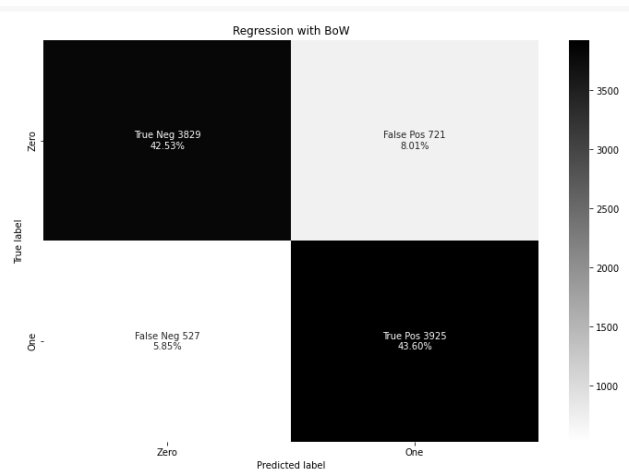 Regression with BoW
Zero
True Neg 3829
42.53%
False Pos 721
8.01%
True label
One
False Neg 527
5.85%
True Pos 3925
43.60%
Zero
One
Predicted label
3500
3000
2500
2000
1500
1000